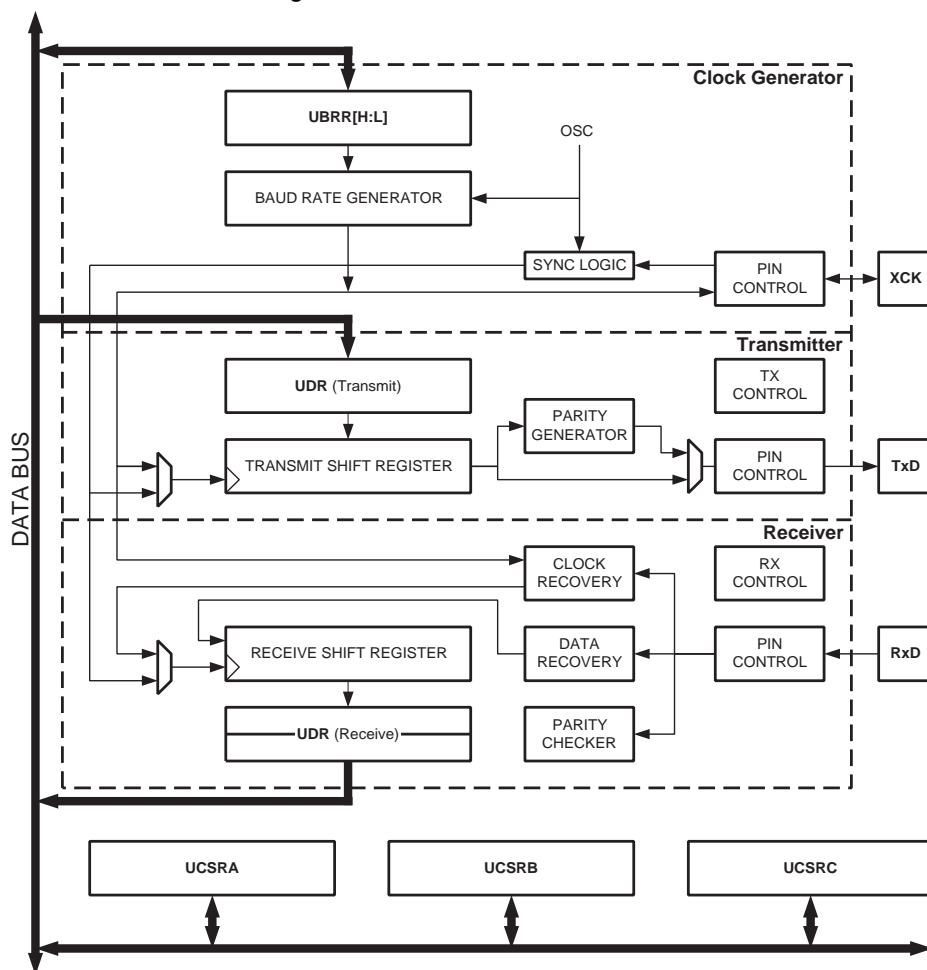 Clock Generator
UBRR[H:L]
OSC
BAUD RATE GENERATOR
SYNC LOGIC
PIN
CONTROL
XCK
Transmitter
UDR (Transmit)
TX
CONTROL
PARITY
GENERATOR
TRANSMIT SHIFT REGISTER
PIN
CONTROL
TxD
DATA BUS
Receiver
CLOCK
RECOVERY
RX
CONTROL
RECEIVE SHIFT REGISTER
DATA
RECOVERY
PIN
CONTROL
RxD
UDR (Receive)
PARITY
CHECKER
UCSRA
UCSRB
UCSRC